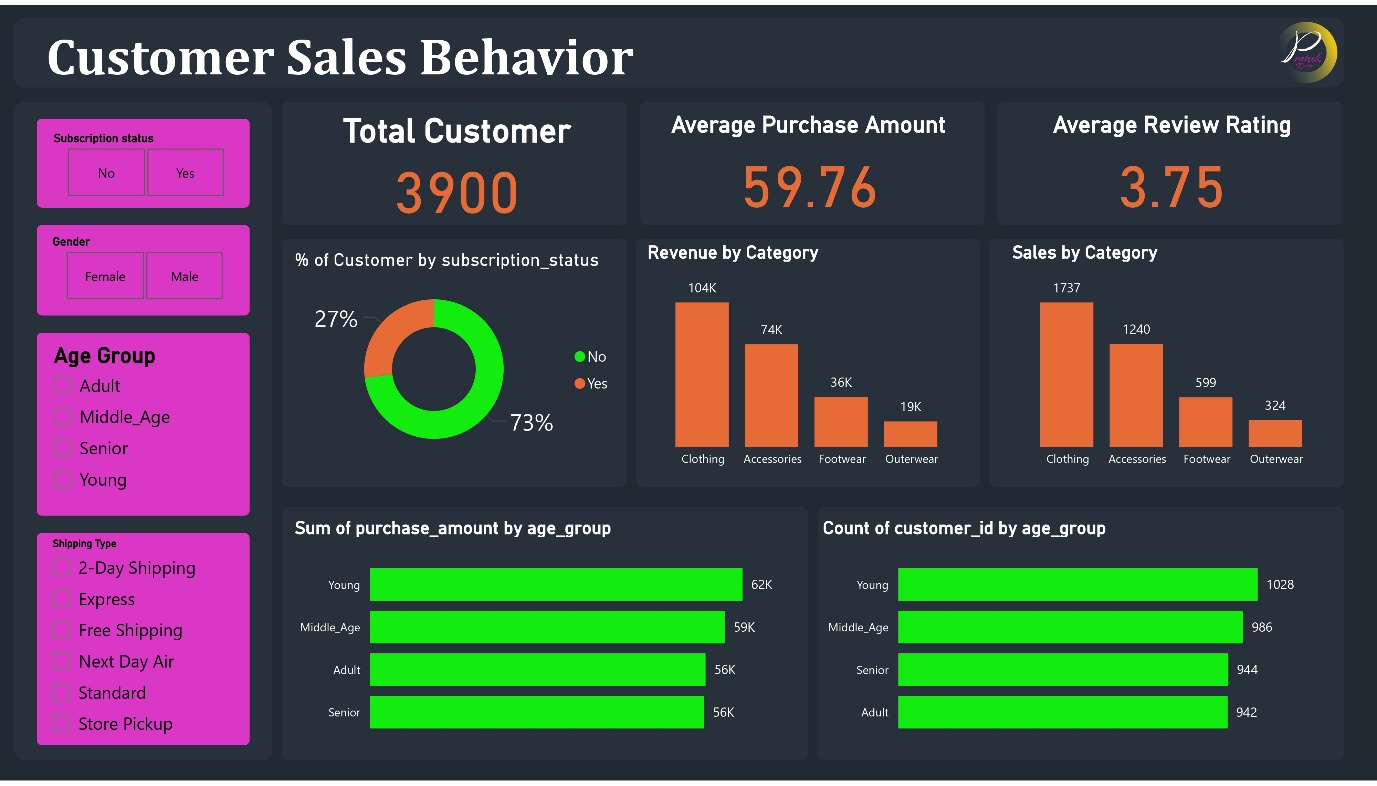 Customer Sales Behavior
Subscription status
No Yes
Gender
Female Male
Age Group
Adult
Middle_Age
Senior
Young
Shipping Type
2-Day Shipping
Express
Free Shipping
Next Day Air
Standard
Store Pickup
Total Customer
3900
Average Purchase Amount
59.76
Average Review Rating
3.75
% of Customer by subscription_status
27%
73%
No
Yes
Revenue by Category
104K
74K
36K
19K
Clothing Accessories Footwear Outerwear
Sales by Category
1737
1240
599
324
Clothing Accessories Footwear Outerwear
Sum of purchase_amount by age_group
Young 62K
Middle_Age 59K
Adult 56K
Senior 56K
Count of customer_id by age_group
Young 1028
Middle_Age 986
Senior 944
Adult 942